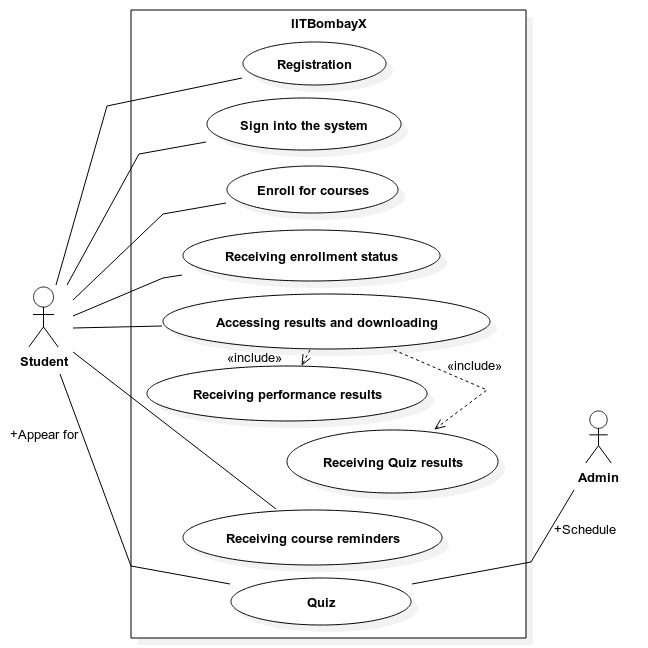 IITBombayX
Registration
Sign into the system
Enroll for courses
Receiving enrollment status
Accessing results and downloading
«include»
«include»
Student
Receiving performance results
+Appear for
Receiving Quiz results
Admin
+Schedule
Receiving course reminders
Quiz